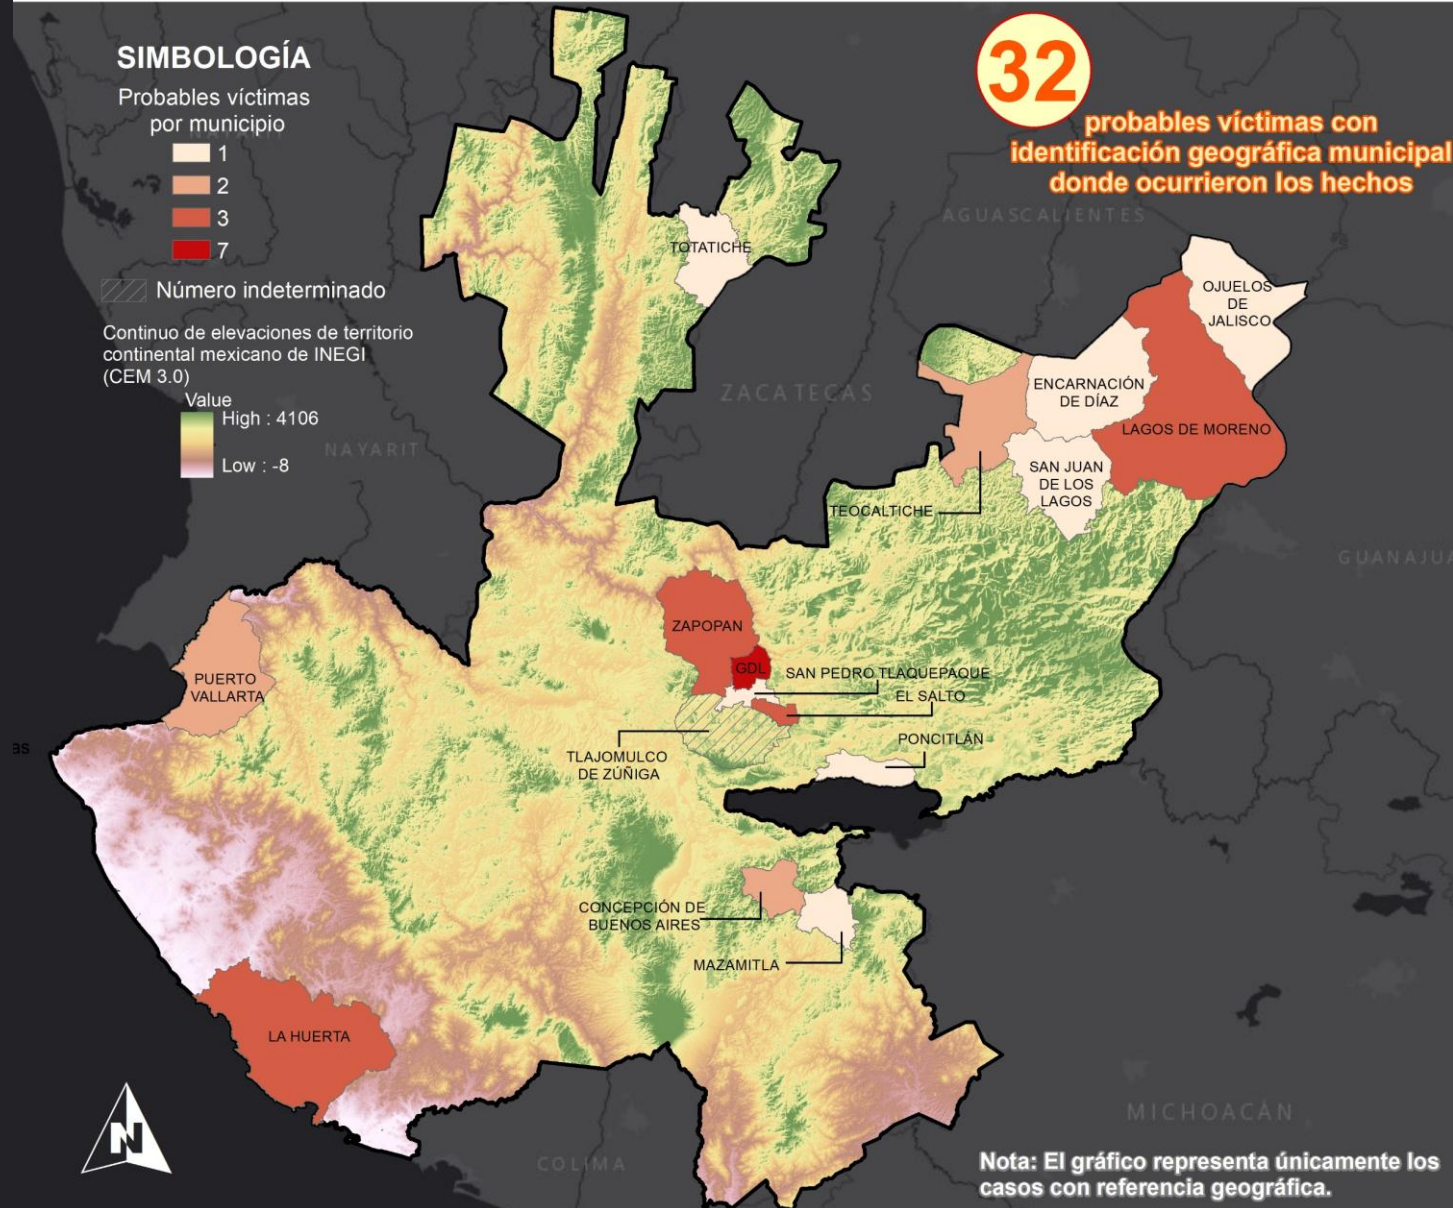 SIMBOLOGÍA
Probables víctimas
por municipio
1
2
3
7
Número indeterminado
Continuo de elevaciones de territorio
continental mexicano de INEGI
(CEM 3.0)
Value
High : 4106
Low : -8
32
probables víctimas con
identificación geográfica municipal
donde ocurrieron los hechos
AGUASCALIENTES
ZACATECAS
NAYARIT
GUANAJUA
MICHOACÁN
COLIMA
TOTATICHE
OJUELOS
DE
JALISCO
ENCARNACIÓN
DE DÍAZ
LAGOS DE MORENO
SAN JUAN
DE LOS
LAGOS
TEOCALTICHE
ZAPOPAN
GDL
SAN PEDRO TLAQUEPAQUE
EL SALTO
PUERTO
VALLARTA
TLAJOMULCO
DE ZÚÑIGA
PONCITLÁN
CONCEPCIÓN DE
BUENOS AIRES
MAZAMITLA
LA HUERTA
N
as
Nota: El gráfico representa únicamente los
casos con referencia geográfica.